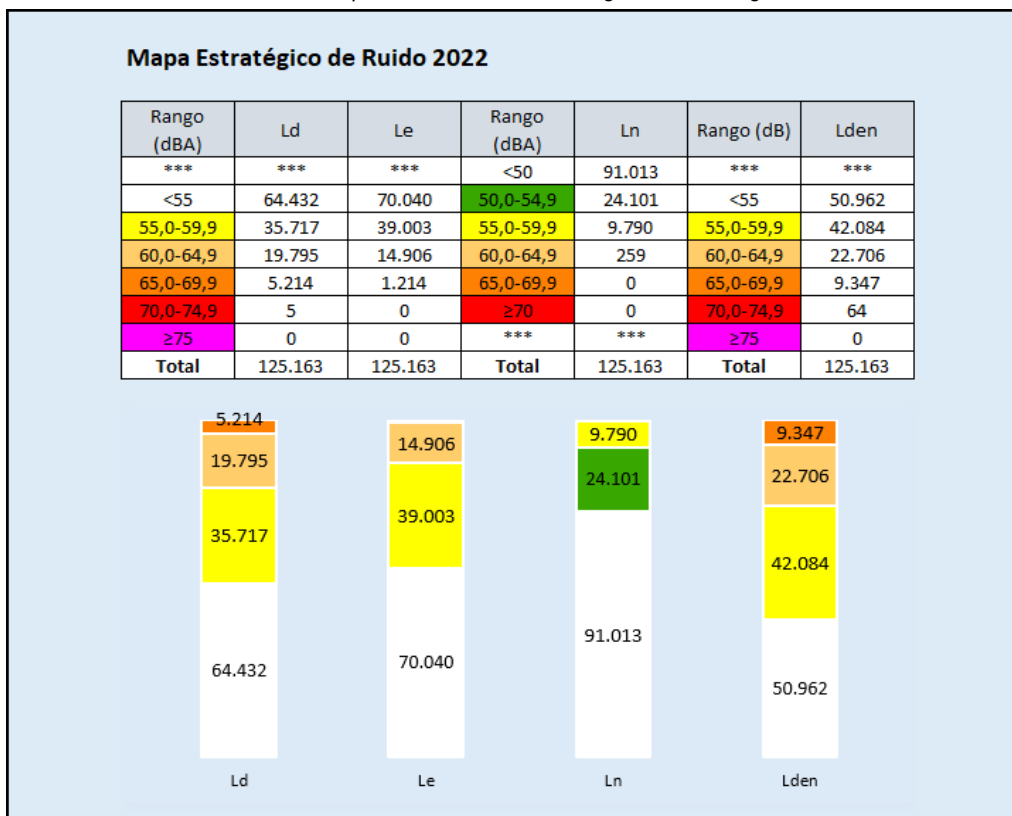 Mapa Estratégico de Ruido 2022
Rango (dBA) Ld Le Rango (dBA) Ln Rango (dB) Lden
*** *** *** <50 91.013 *** ***
<55 64.432 70.040 50,0-54,9 24.101 <55 50.962
55,0-59,9 35.717 39.003 55,0-59,9 9.790 55,0-59,9 42.084
60,0-64,9 19.795 14.906 60,0-64,9 259 60,0-64,9 22.706
65,0-69,9 5.214 1.214 65,0-69,9 0 65,0-69,9 9.347
70,0-74,9 5 0 ≥70 0 70,0-74,9 64
≥75 0 0 *** *** ≥75 0
Total 125.163 125.163 Total 125.163 Total 125.163
5.214
19.795
35.717
64.432
Ld
14.906
39.003
70.040
Le
9.790
24.101
91.013
Ln
9.347
22.706
42.084
50.962
Lden